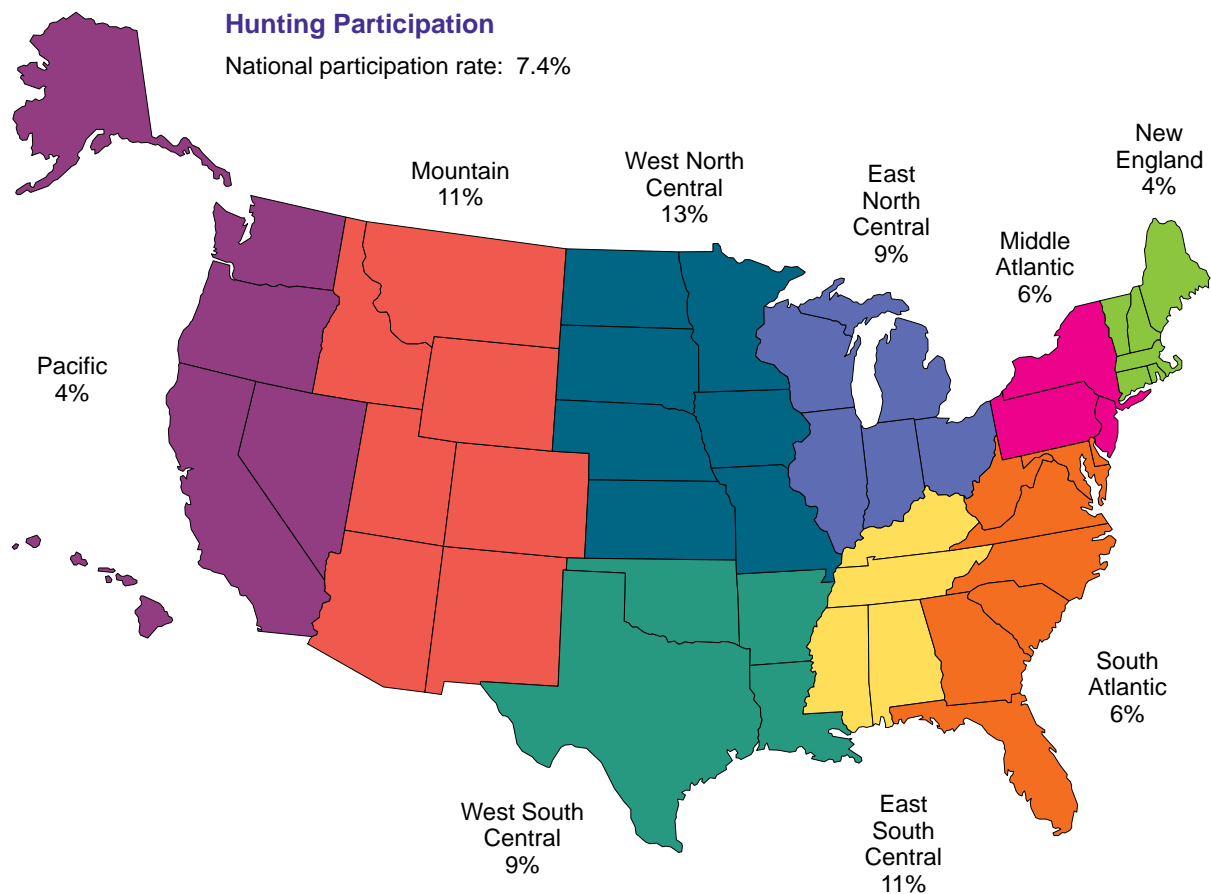 Hunting Participation
National participation rate: 7.4%
New
England
4%
West North
Central
13%
Mountain
11%
East
North
Central
9%
Middle
Atlantic
6%
Pacific
4%
South
Atlantic
6%
West South
Central
9%
East
South
Central
11%